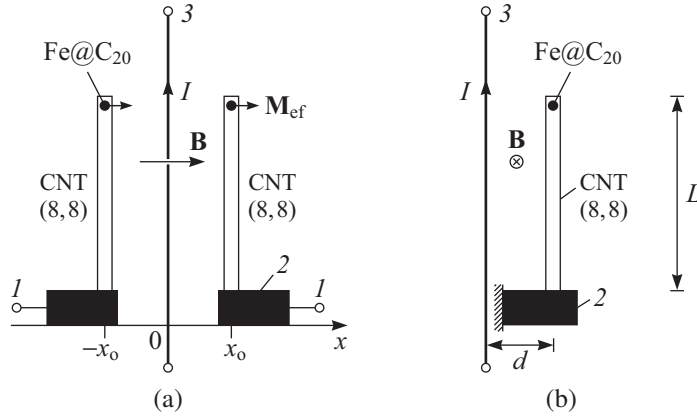 3
Fe@C20
I
Mef
B
CNT
(8, 8)
CNT
(8, 8)
2
1
1
−xo
0
xo
x
(a)
3
Fe@C20
I
B
CNT
(8, 8)
L
2
d
(b)